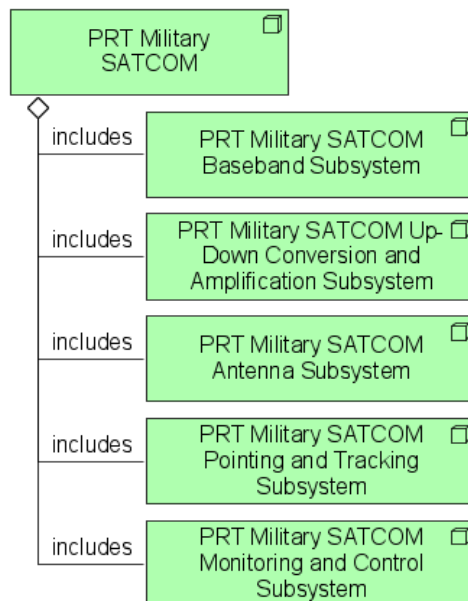 PRT Military
SATCOM
includes
PRT Military SATCOM
Baseband Subsystem
includes
PRT Military SATCOM Up-
Down Conversion and
Amplification Subsystem
includes
PRT Military SATCOM
Antenna Subsystem
includes
PRT Military SATCOM
Pointing and Tracking
Subsystem
includes
PRT Military SATCOM
Monitoring and Control
Subsystem